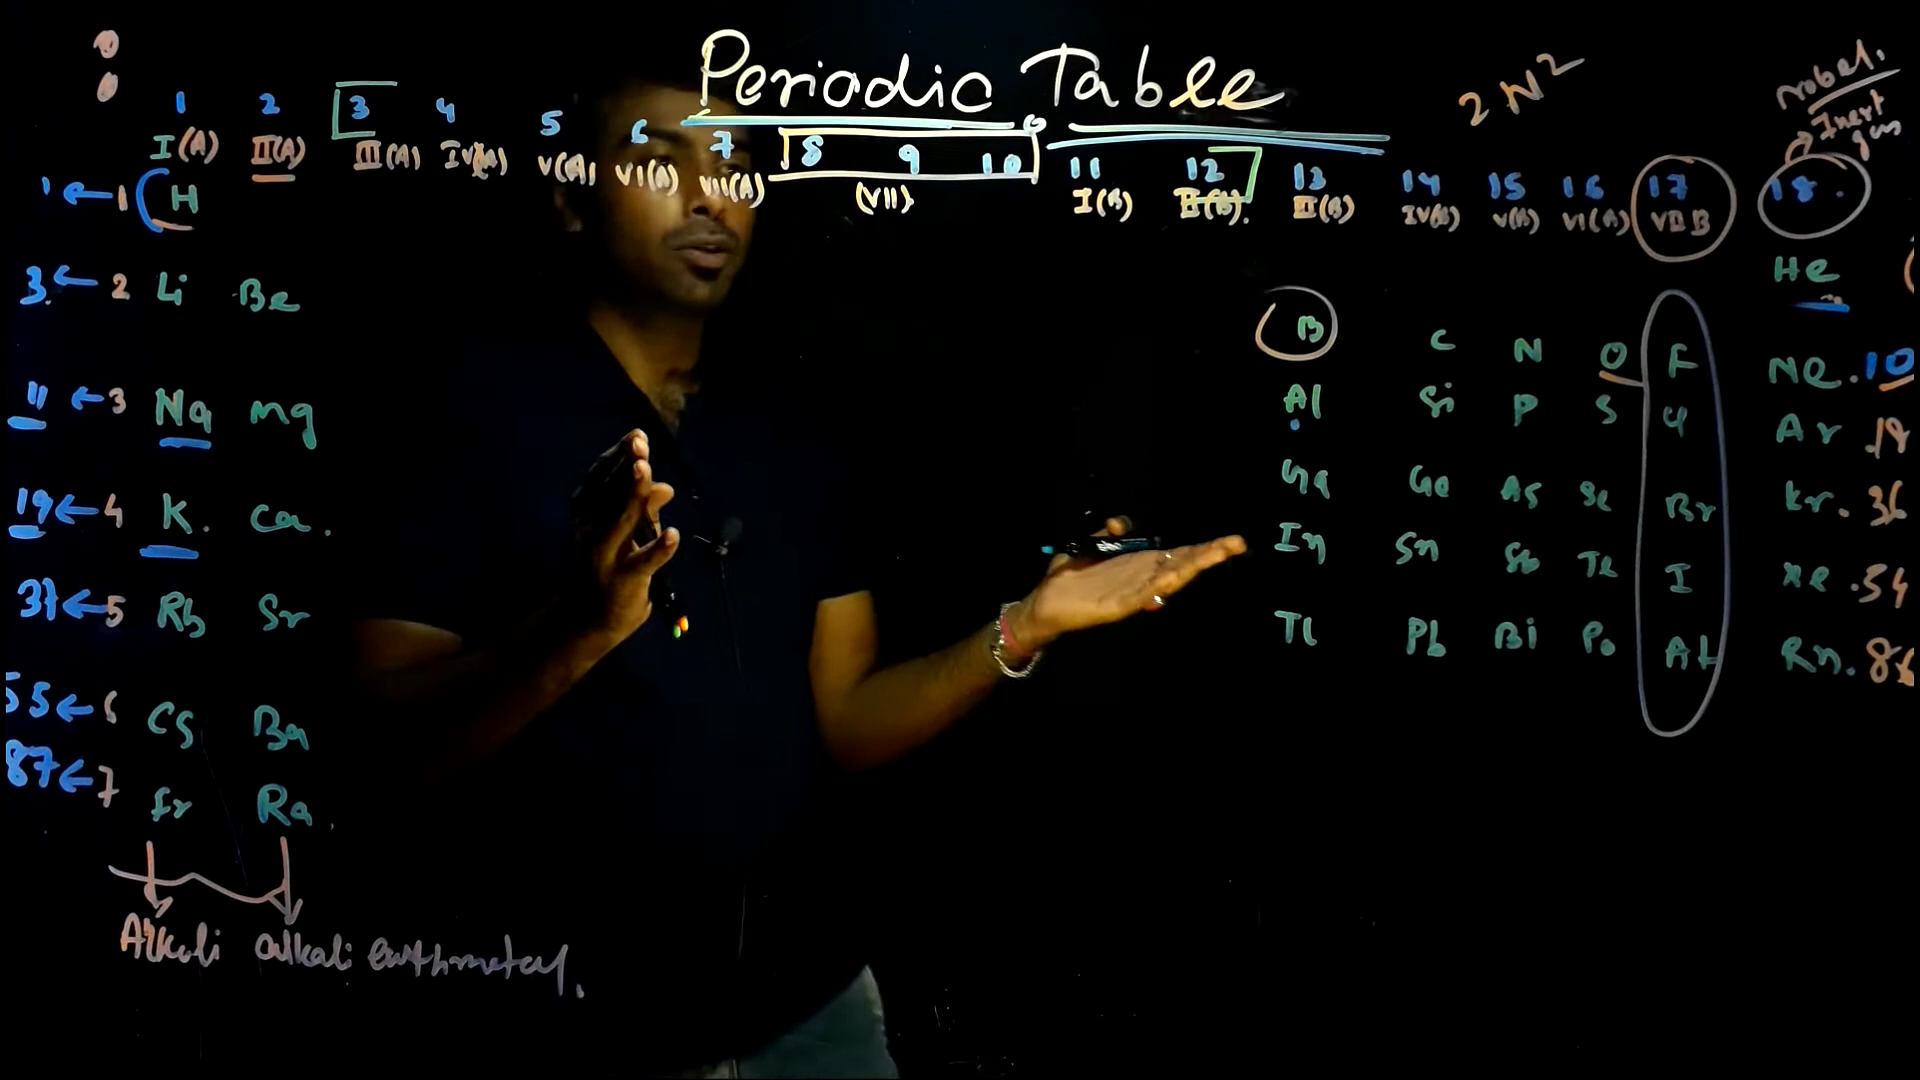 Periodic Table
2N²
Nobel.
Inert
gas
1 2 3 4 5 6 7 8 9 10 11 12 13 14 15 16 17 18.
I(A) II(A) III(A) IV(A) V(A) VI(A) VII(A) (VII) I(B) II(B). III(B) IV(B) V(B) VI(A) VII B
1 ← 1 H
He
3. ← 2 Li Be
B C N O F Ne. 10
11 ← 3 Na Mg
Al Si P S Cl Ar .18
19 ← 4 K. Ca.
Ga Ge As Se Br Kr. 36
37 ← 5 Rb Sr
In Sn Sb Te I Xe .54
55 ← 6 Cs Ba
Tl Pb Bi Po At Rn. 86
87 ← 7 fr Ra
Alkali alkali earthmetal.